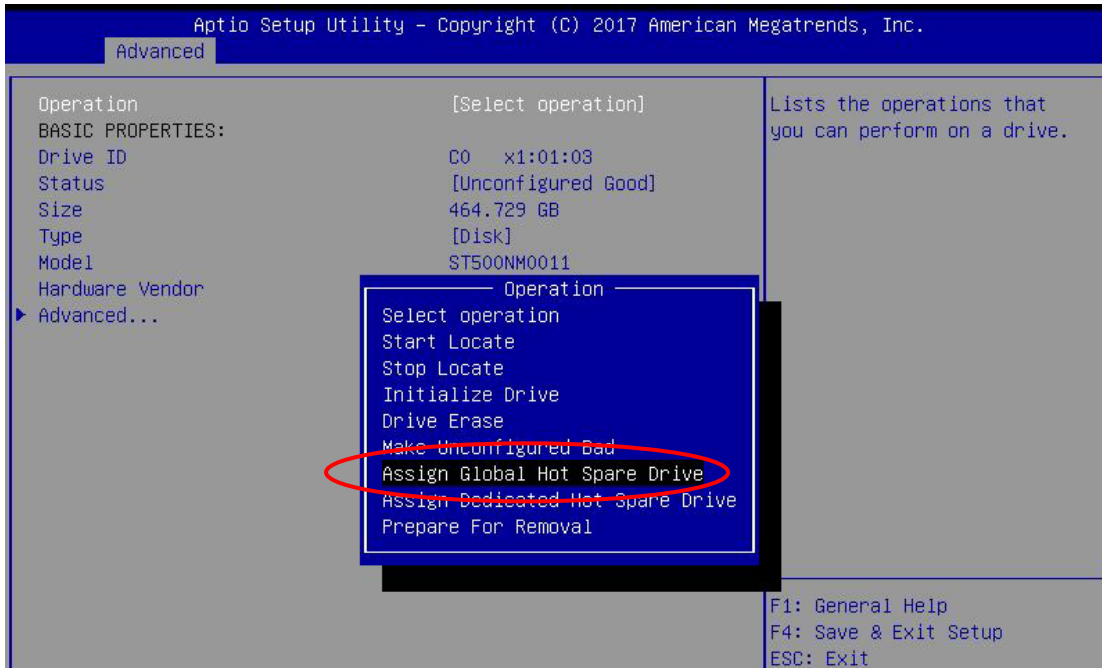 Aptio Setup Utility – Copyright (C) 2017 American Megatrends, Inc.
Advanced
Operation [Select operation]
BASIC PROPERTIES:
Drive ID C0 x1:01:03
Status [Unconfigured Good]
Size 464.729 GB
Type [Disk]
Model ST500NM0011
Hardware Vendor
Advanced...
Operation
Select operation
Start Locate
Stop Locate
Initialize Drive
Drive Erase
Make Unconfigured Bad
Assign Global Hot Spare Drive
Assign Dedicated Hot Spare Drive
Prepare For Removal
Lists the operations that
you can perform on a drive.
F1: General Help
F4: Save & Exit Setup
ESC: Exit